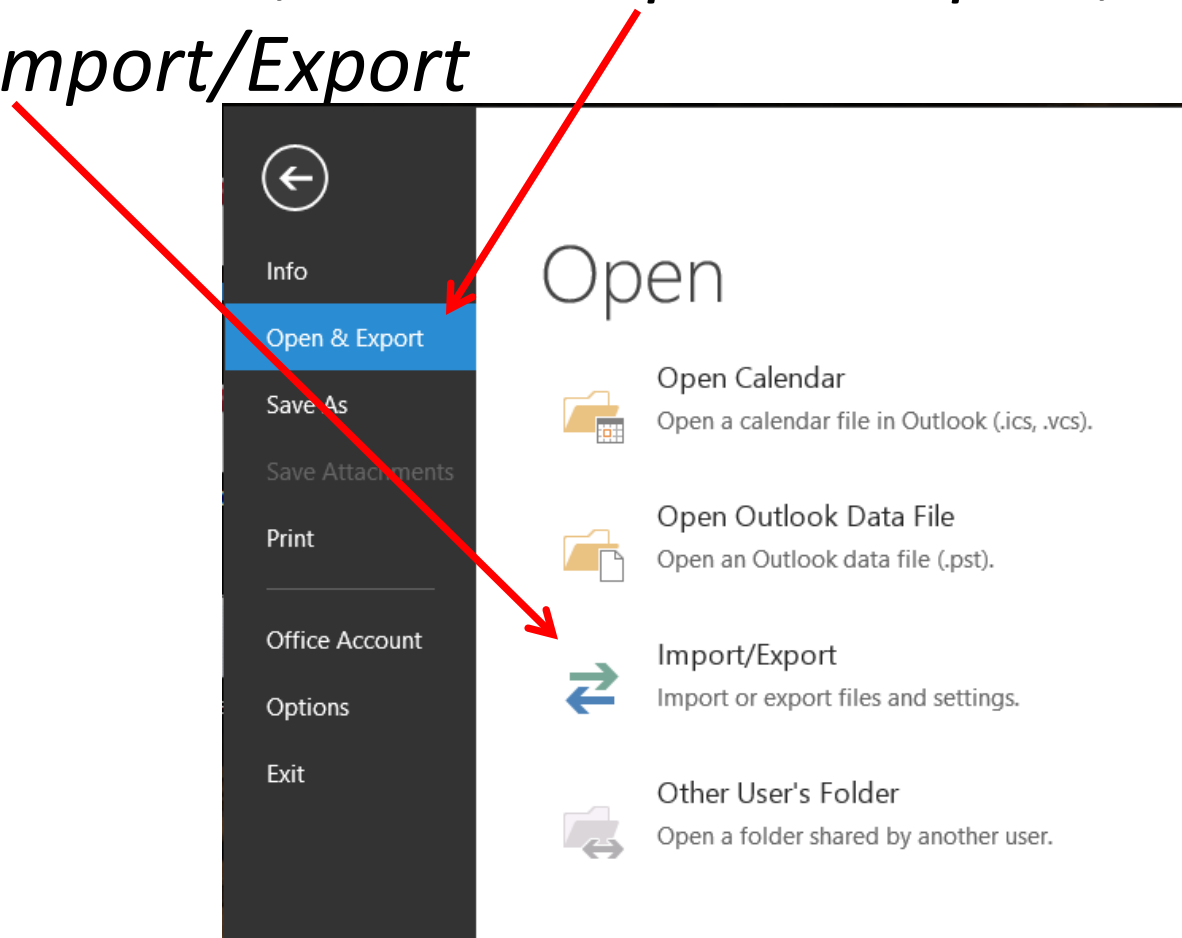 mport/Export
Info
Open & Export
Save As
Save Attachments
Print
Office Account
Options
Exit
Open
Open Calendar
Open a calendar file in Outlook (.ics, .vcs).
Open Outlook Data File
Open an Outlook data file (.pst).
Import/Export
Import or export files and settings.
Other User's Folder
Open a folder shared by another user.